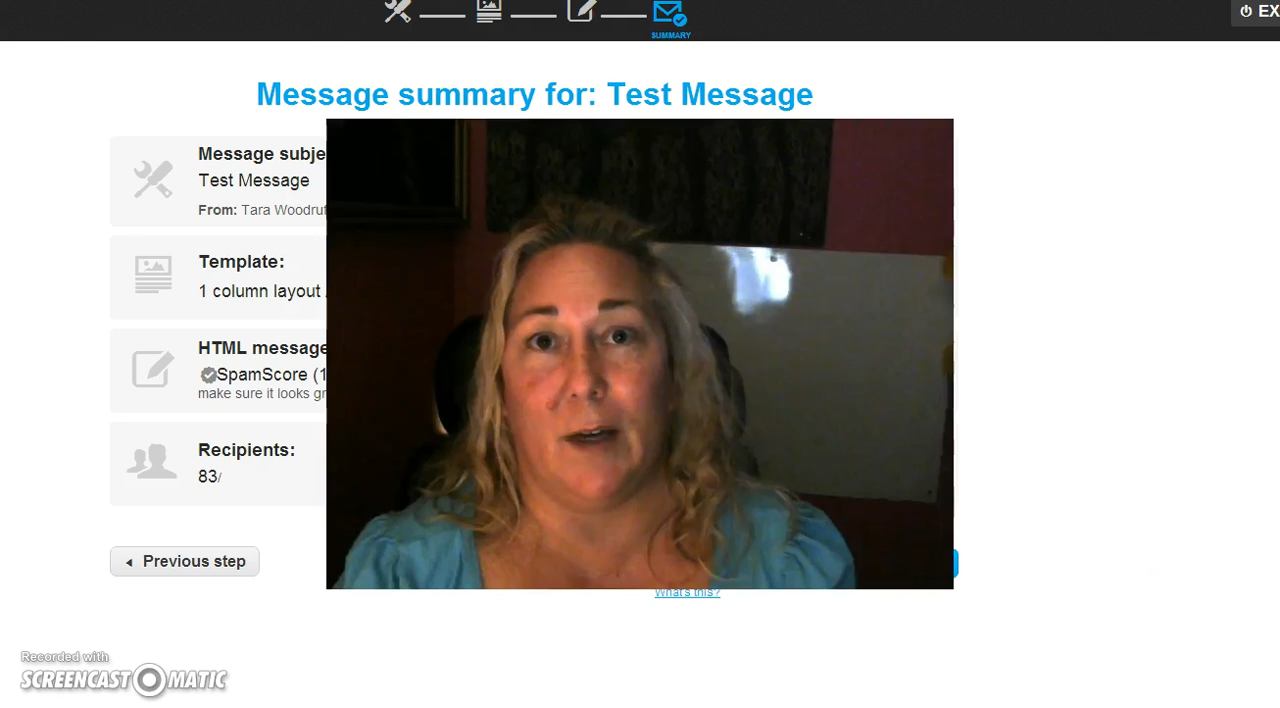 EX
SUMMARY
Message summary for: Test Message
Message subje
Test Message
From: Tara Woodruf
Template:
1 column layout
HTML message
SpamScore (1
make sure it looks gr
Recipients:
83/
Previous step
What's this?
Recorded with
SCREENCAST-O-MATIC